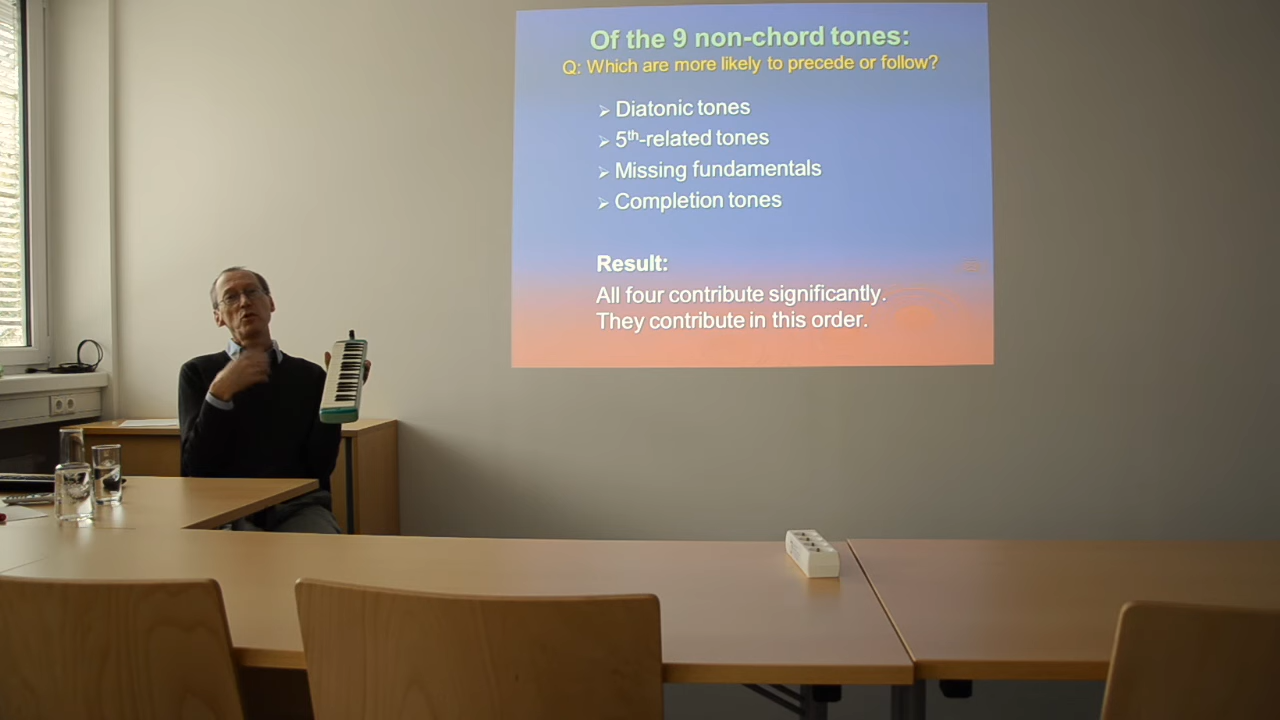 Of the 9 non-chord tones:
Q: Which are more likely to precede or follow?
➢ Diatonic tones
➢ 5th-related tones
➢ Missing fundamentals
➢ Completion tones
Result:
All four contribute significantly.
They contribute in this order.